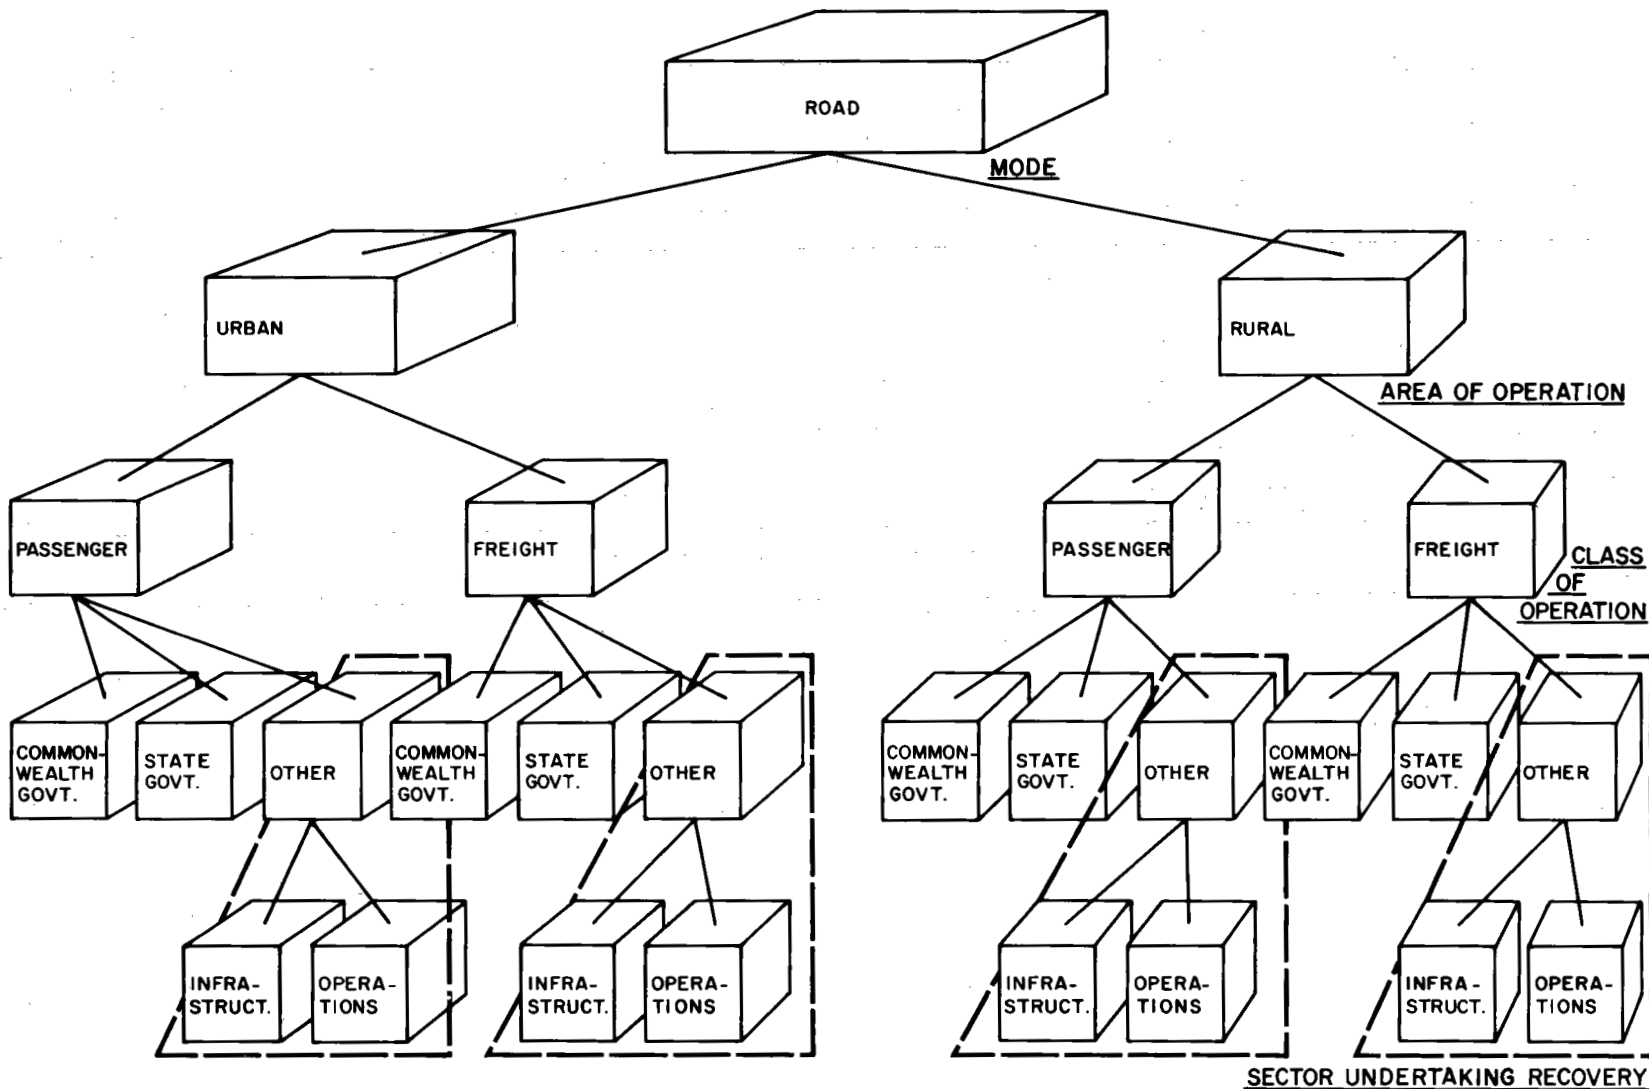 ROAD
MODE
URBAN
RURAL
AREA OF OPERATION
PASSENGER
FREIGHT
PASSENGER
FREIGHT
CLASS
OF
OPERATION
COMMON-
WEALTH
GOVT.
STATE
GOVT.
OTHER
COMMON-
WEALTH
GOVT.
STATE
GOVT.
OTHER
COMMON-
WEALTH
GOVT.
STATE
GOVT.
OTHER
COMMON-
WEALTH
GOVT.
STATE
GOVT.
OTHER
INFRA-
STRUCT.
OPERA-
TIONS
INFRA-
STRUCT.
OPERA-
TIONS
INFRA-
STRUCT.
OPERA-
TIONS
INFRA-
STRUCT.
OPERA-
TIONS
SECTOR UNDERTAKING RECOVERY